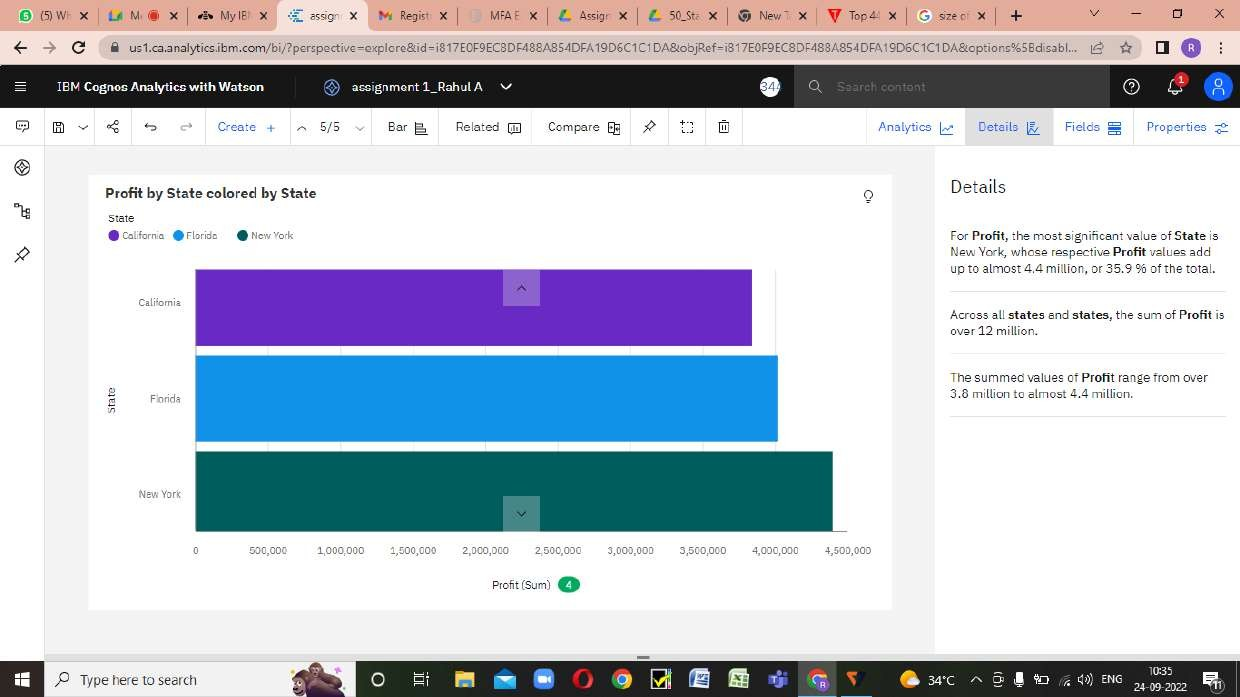 (5) Wh
M
My IBI
assign
Regist
MFA E
Assign
50_Sta
New T
Top 4
size of
us1.ca.analytics.ibm.com/bi/?perspective=explore&id=i817E0F9EC8DF488A854DFA19D6C1C1DA&objRef=i817E0F9EC8DF488A854DFA19D6C1C1DA&options%5Bdisabl...
R
IBM Cognos Analytics with Watson
assignment 1_Rahul A
344
Search content
1
Create +
5/5
Bar
Related
Compare
Analytics
Details
Fields
Properties
Profit by State colored by State
State
California Florida New York
California
Florida
New York
State
0 500,000 1,000,000 1,500,000 2,000,000 2,500,000 3,000,000 3,500,000 4,000,000 4,500,000
Profit (Sum) 4
Details
For Profit, the most significant value of State is
New York, whose respective Profit values add
up to almost 4.4 million, or 35.9 % of the total.
Across all states and states, the sum of Profit is
over 12 million.
The summed values of Profit range from over
3.8 million to almost 4.4 million.
Type here to search
34°C
ENG
10:35
24-09-2022
11